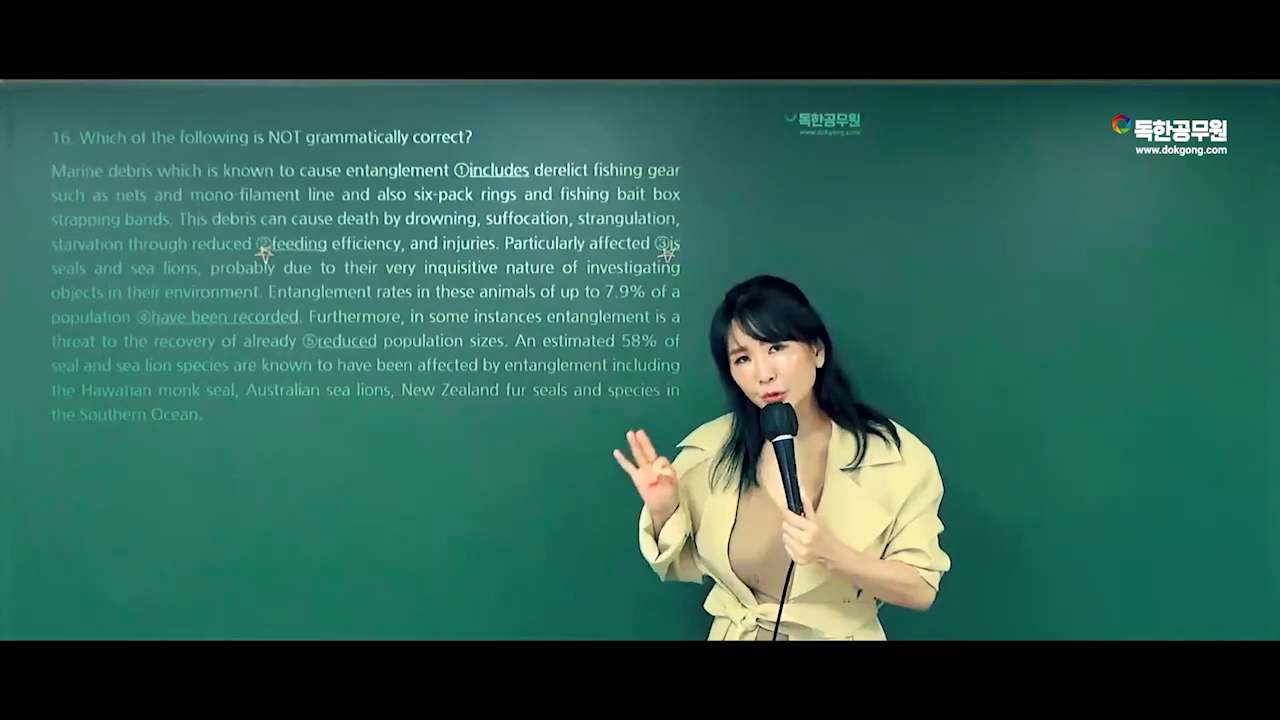 독한공무원
www.dokgong.com
독한공무원
www.dokgong.com
16. Which of the following is NOT grammatically correct?
Marine debris which is known to cause entanglement ①includes derelict fishing gear
such as nets and mono-filament line and also six-pack rings and fishing bait box
strapping bands. This debris can cause death by drowning, suffocation, strangulation,
starvation through reduced ②feeding efficiency, and injuries. Particularly affected ③is
seals and sea lions, probably due to their very inquisitive nature of investigating
objects in their environment. Entanglement rates in these animals of up to 7.9% of a
population ④have been recorded. Furthermore, in some instances entanglement is a
threat to the recovery of already ⑤reduced population sizes. An estimated 58% of
seal and sea lion species are known to have been affected by entanglement including
the Hawaiian monk seal, Australian sea lions, New Zealand fur seals and species in
the Southern Ocean.